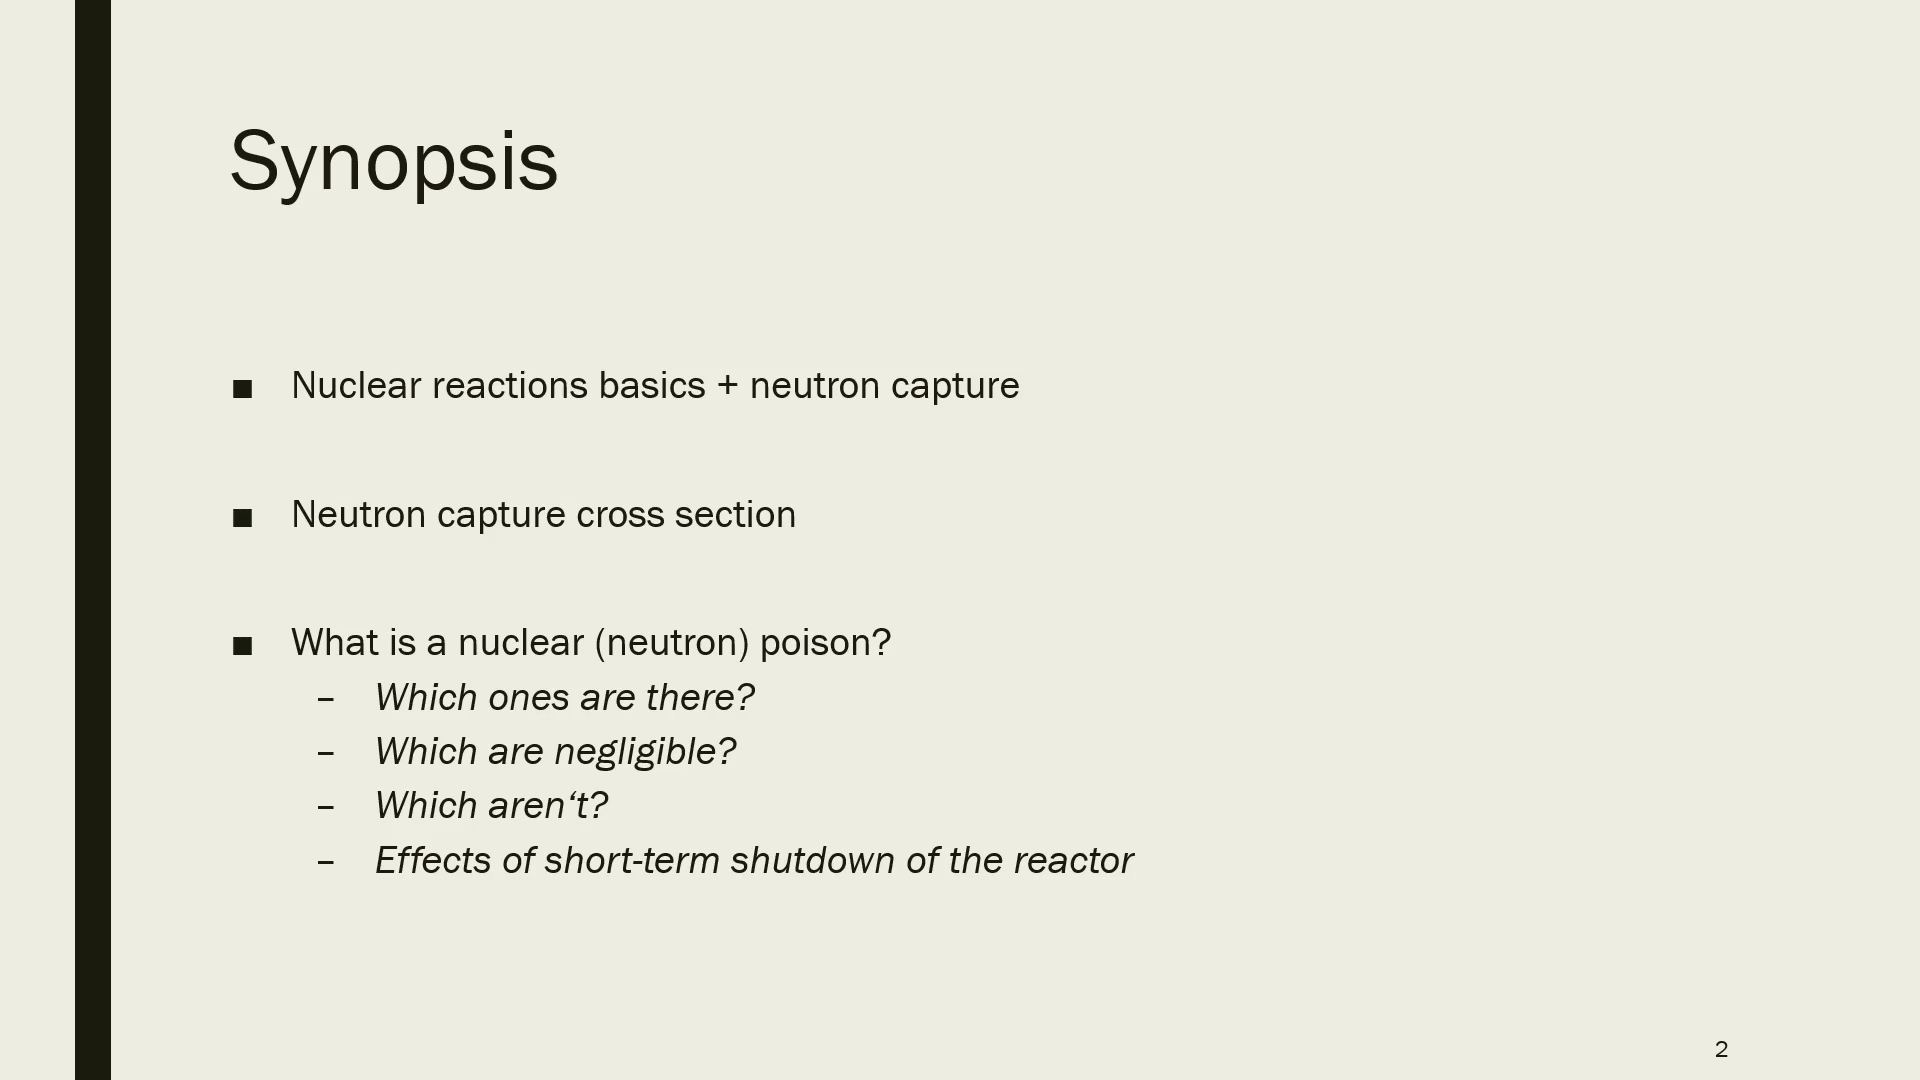 Synopsis
■ Nuclear reactions basics + neutron capture
■ Neutron capture cross section
■ What is a nuclear (neutron) poison?
– Which ones are there?
– Which are negligible?
– Which aren‘t?
– Effects of short-term shutdown of the reactor
2